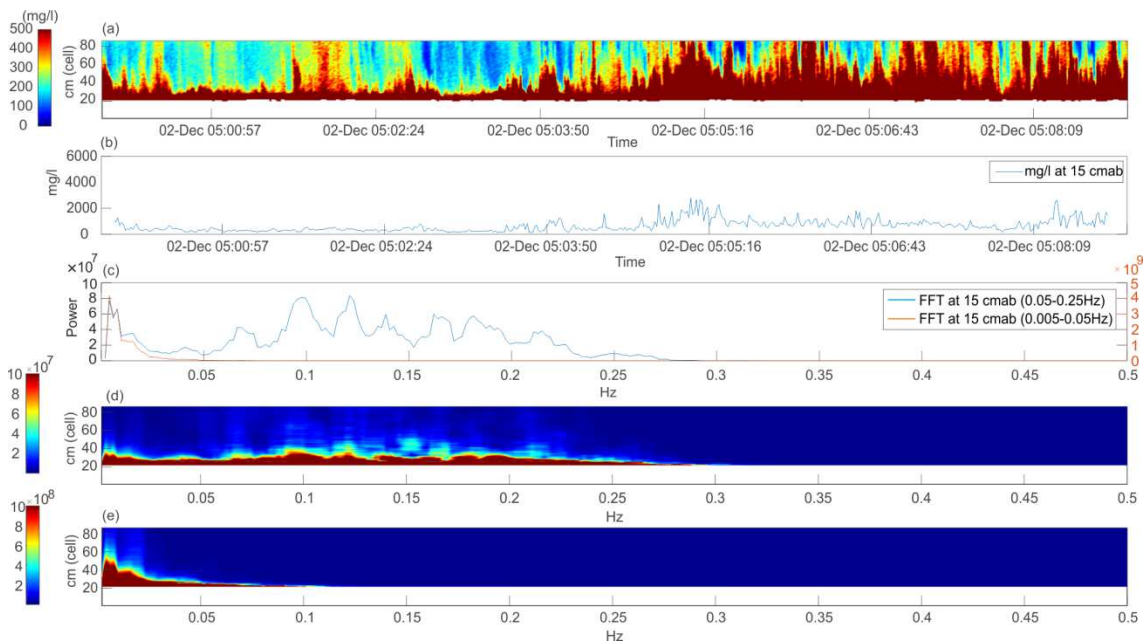 (mg/l)
(a)
500
400
300
200
100
0
cm (cell)
80
60
40
20
02-Dec 05:00:57 02-Dec 05:02:24 02-Dec 05:03:50 02-Dec 05:05:16 02-Dec 05:06:43 02-Dec 05:08:09
Time
(b)
mg/l
6000
4000
2000
0
mg/l at 15 cmab
02-Dec 05:00:57 02-Dec 05:02:24 02-Dec 05:03:50 02-Dec 05:05:16 02-Dec 05:06:43 02-Dec 05:08:09
Time
×10⁷ (c) × 10⁹
Power
10
8
6
4
2
0
FFT at 15 cmab (0.05-0.25Hz)
FFT at 15 cmab (0.005-0.05Hz)
5
4
3
2
1
0
0.05 0.1 0.15 0.2 0.25 0.3 0.35 0.4 0.45 0.5
Hz
10 × 10⁷
8
6
4
2
(d)
cm (cell)
80
60
40
20
0.05 0.1 0.15 0.2 0.25 0.3 0.35 0.4 0.45 0.5
Hz
10 × 10⁸
8
6
4
2
(e)
cm (cell)
80
60
40
20
0.05 0.1 0.15 0.2 0.25 0.3 0.35 0.4 0.45 0.5
Hz